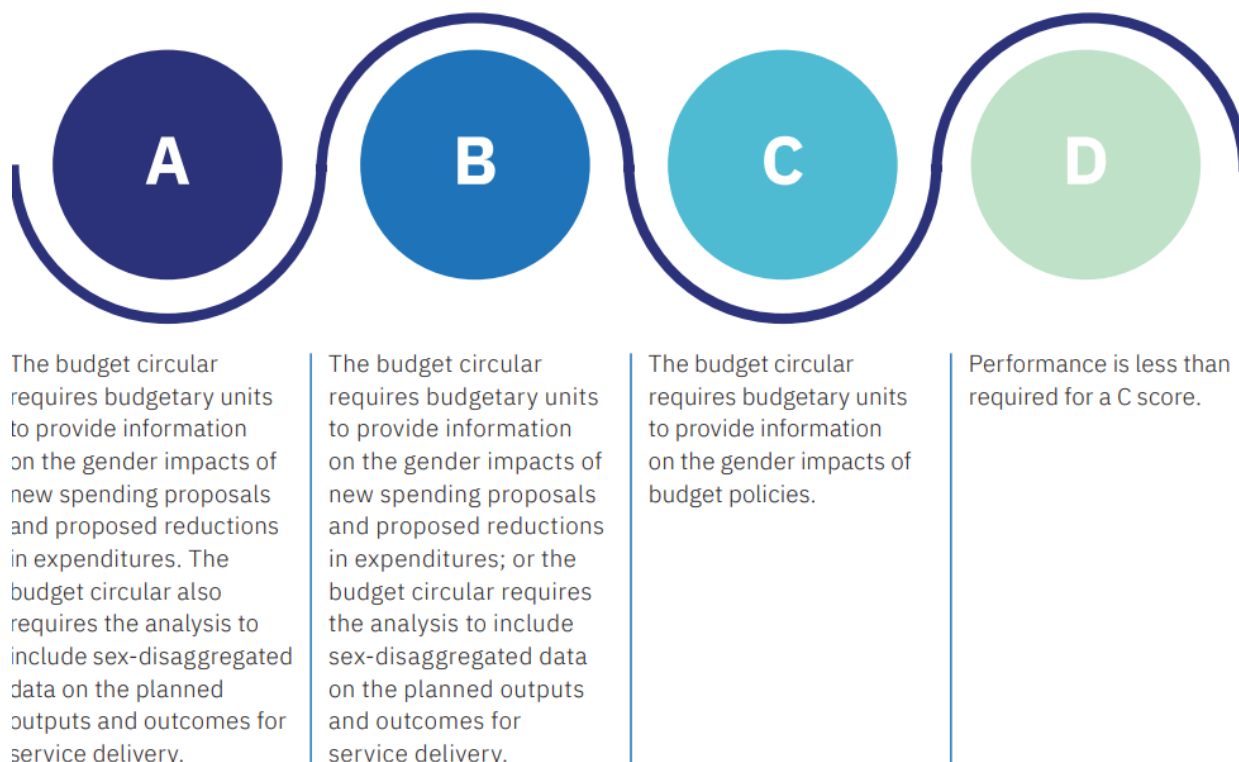 A
B
C
D
The budget circular
requires budgetary units
to provide information
on the gender impacts of
new spending proposals
and proposed reductions
in expenditures. The
budget circular also
requires the analysis to
include sex-disaggregated
data on the planned
outputs and outcomes for
service delivery.
The budget circular
requires budgetary units
to provide information
on the gender impacts of
new spending proposals
and proposed reductions
in expenditures; or the
budget circular requires
the analysis to include
sex-disaggregated data
on the planned outputs
and outcomes for
service delivery.
The budget circular
requires budgetary units
to provide information
on the gender impacts of
budget policies.
Performance is less than
required for a C score.